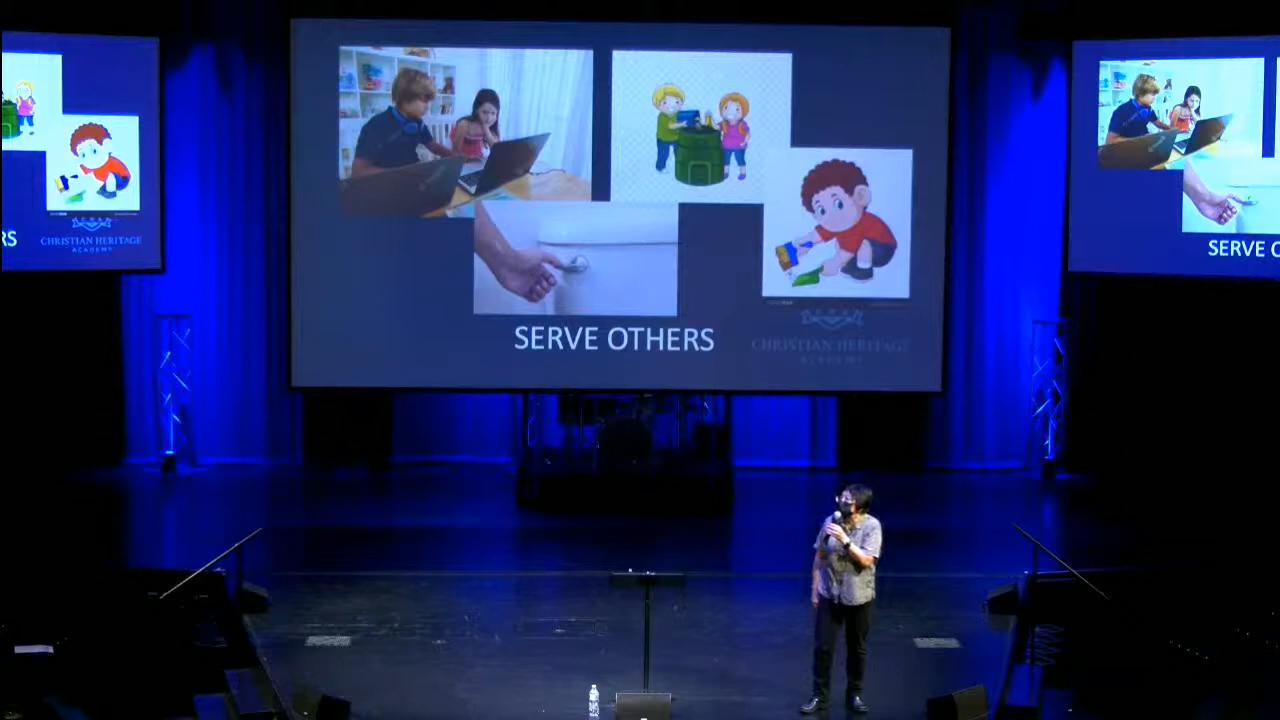 SERVE OTHERS
CHRISTIAN HERITAGE
ACADEMY
RS
CHRISTIAN HERITAGE
ACADEMY
SERVE O